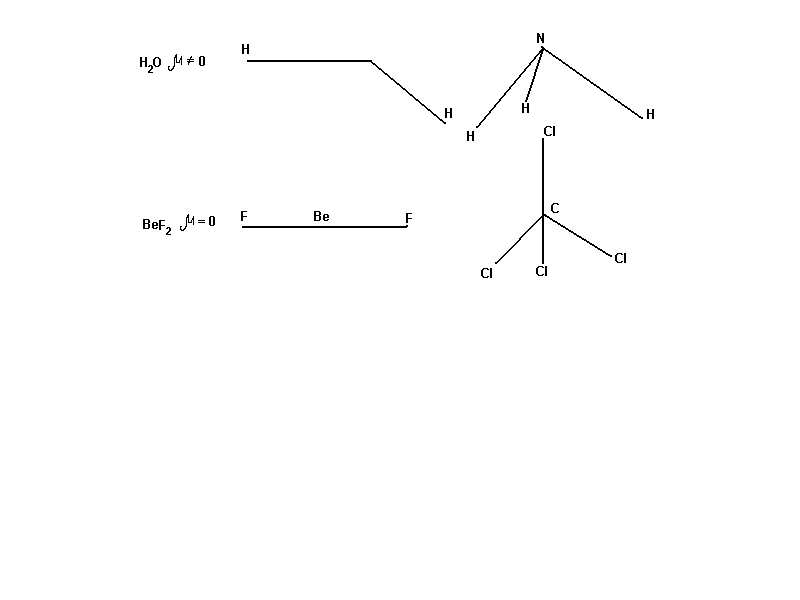 H₂O μ ≠ 0
H
H
N
H
H
H
BeF₂ μ = 0
F Be F
Cl
C
Cl
Cl
Cl